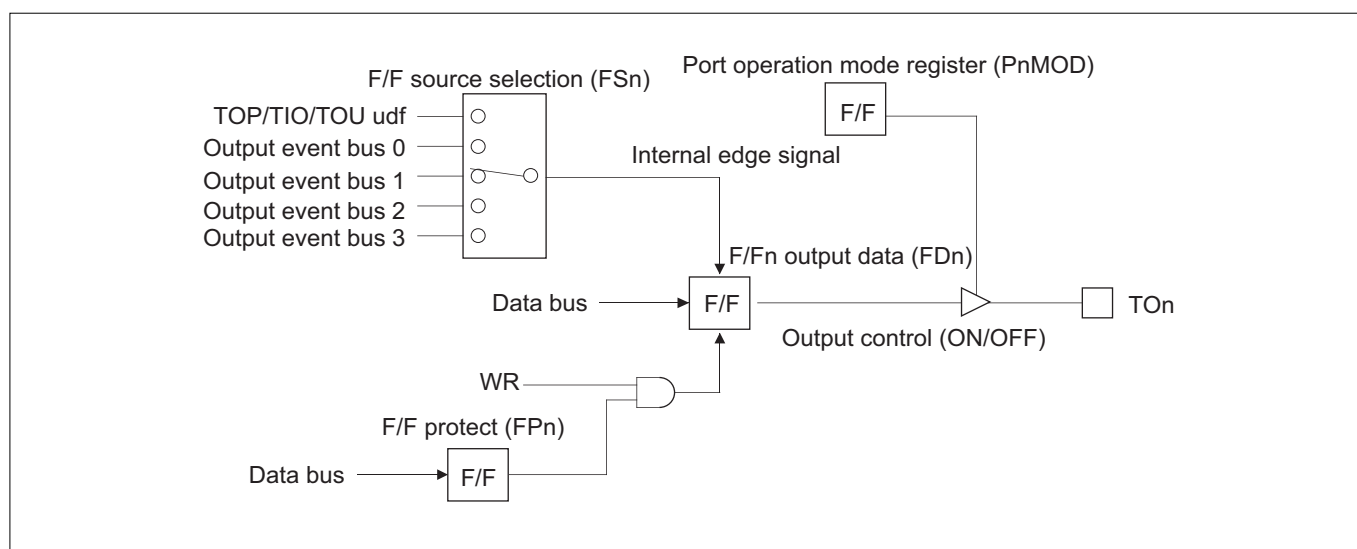 Port operation mode register (PnMOD)
F/F source selection (FSn)
F/F
TOP/TIO/TOU udf
Output event bus 0
Internal edge signal
Output event bus 1
Output event bus 2
Output event bus 3
F/Fn output data (FDn)
Data bus
F/F
TOn
Output control (ON/OFF)
WR
F/F protect (FPn)
Data bus
F/F